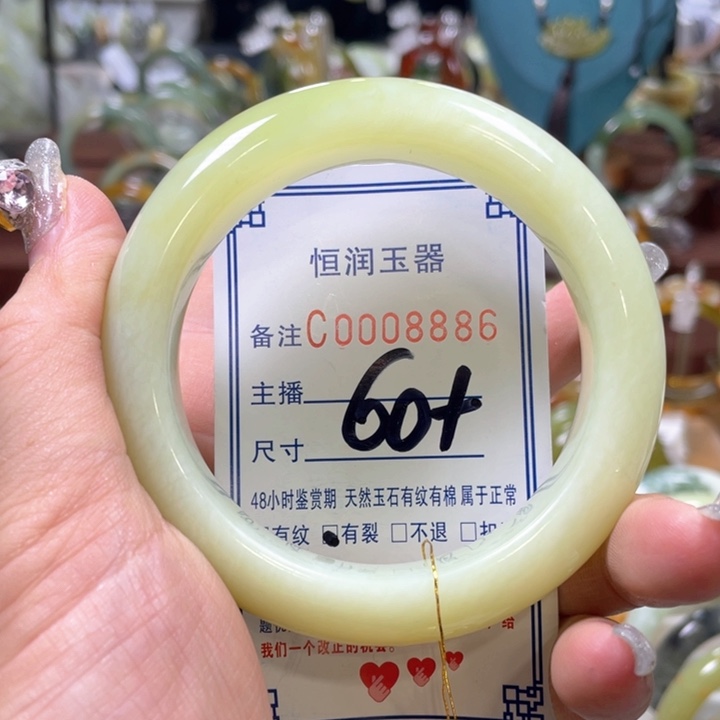 恒润玉器
备注C0008886
主播
60+
尺寸
48小时鉴赏期 天然玉石有纹有棉 属于正常
有纹 □有裂 □不退 □
给
我们一个改正的机会。